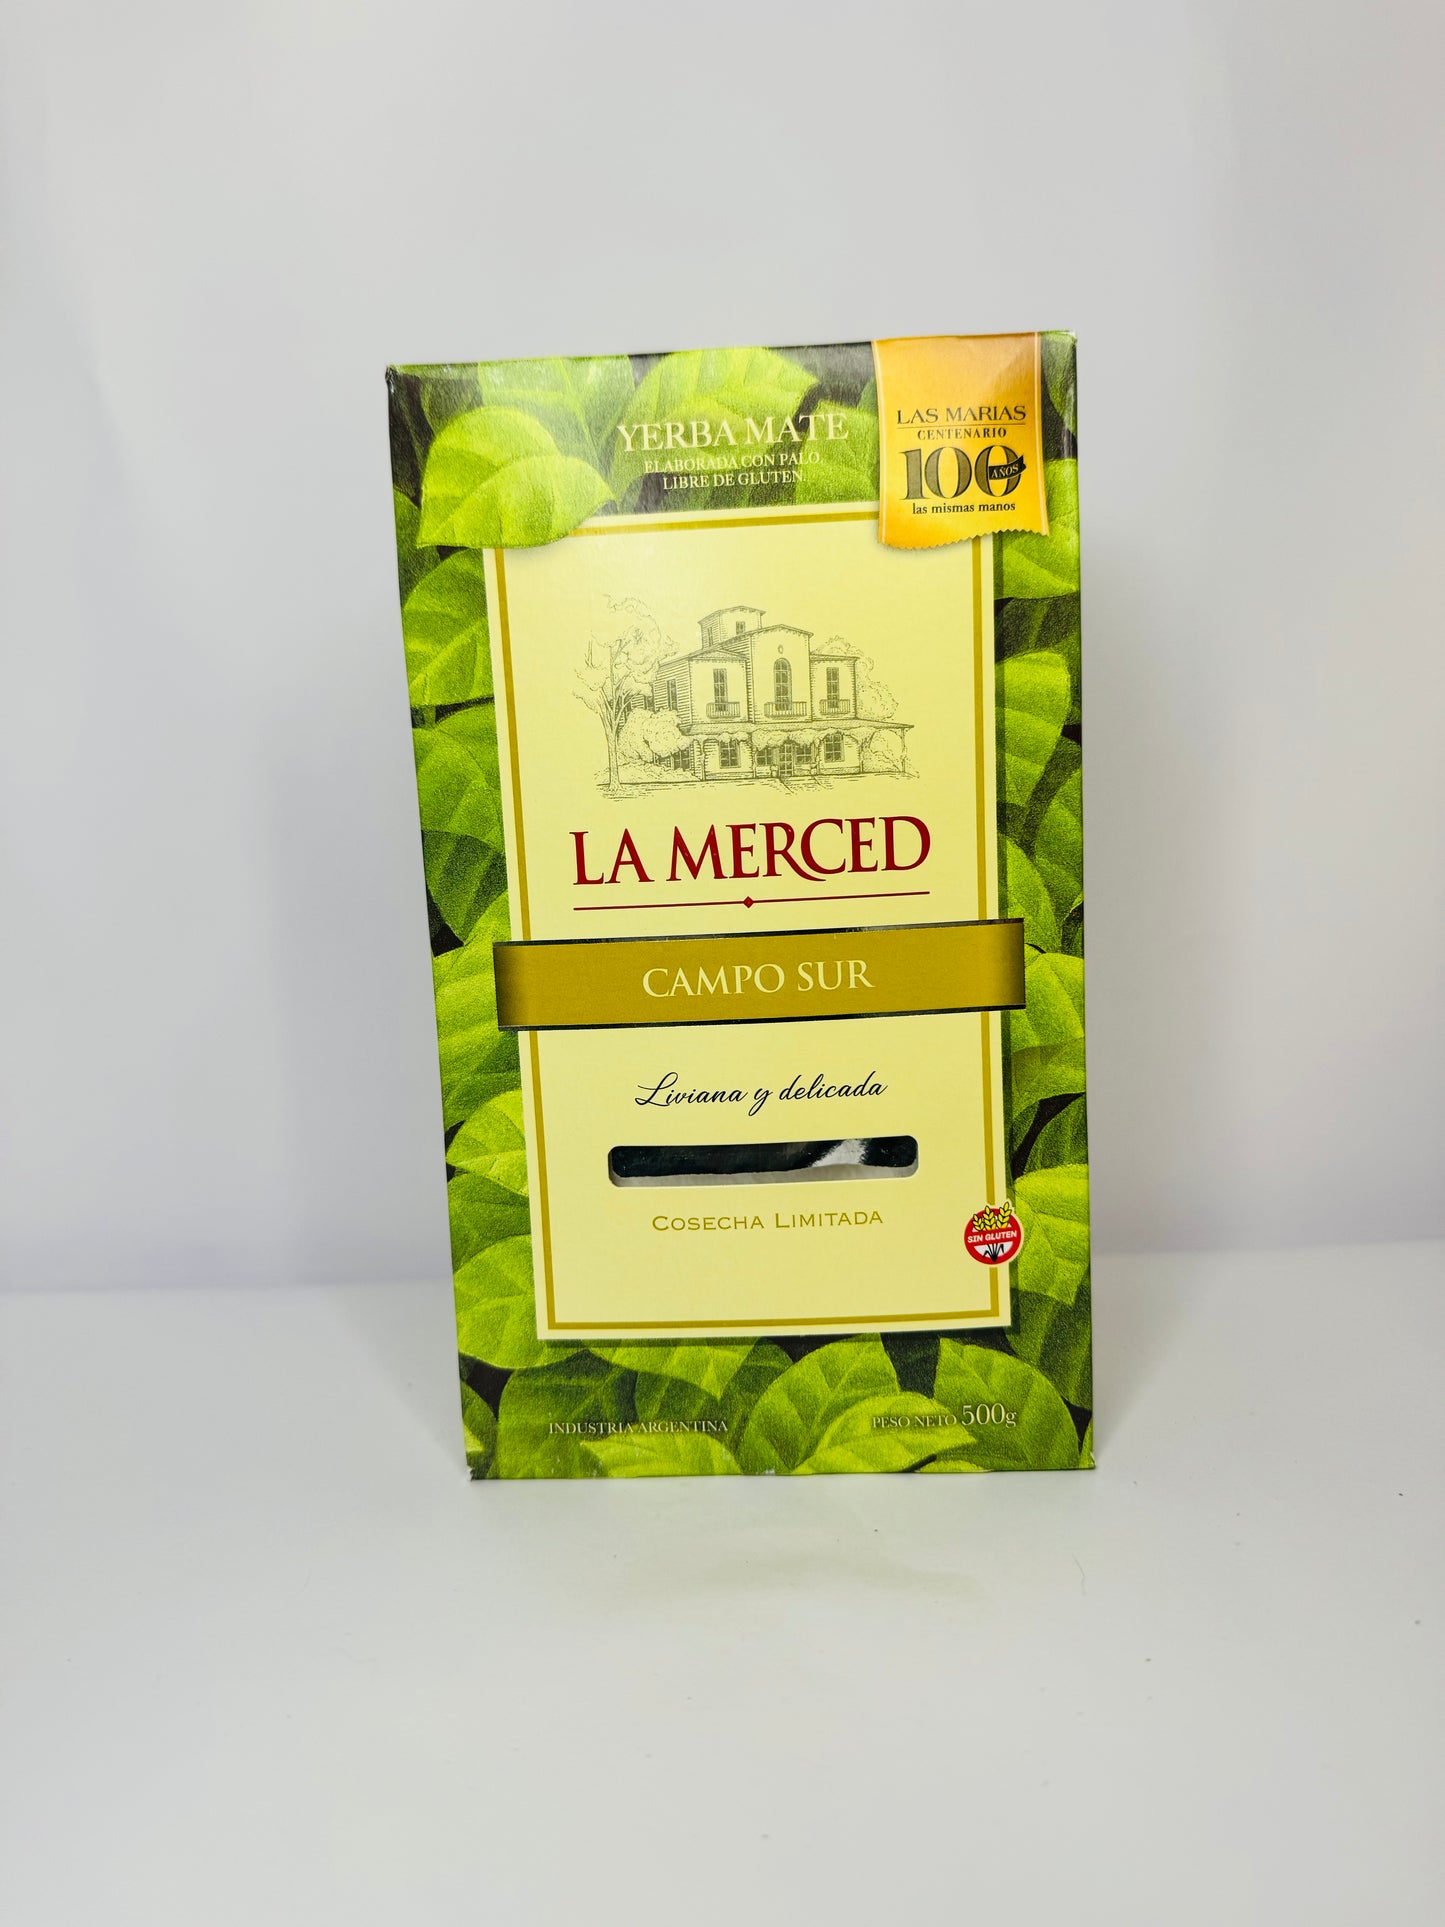 YERBA MATE
ELABORADA CON PALO.
LIBRE DE GLUTEN.
LAS MARIAS
CENTENARIO
100 AÑOS
las mismas manos
LA MERCED
CAMPO SUR
Liviana y delicada
COSECHA LIMITADA
SIN GLUTEN
INDUSTRIA ARGENTINA
PESO NETO 500g